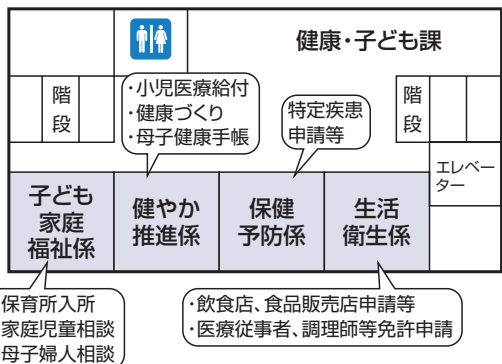 健康・子ども課
・小児医療給付
・健康づくり
・母子健康手帳
特定疾患
申請等
階
段
階
段
エレベー
ター
子ども
家庭
福祉係
健やか
推進係
保健
予防係
生活
衛生係
保育所入所
家庭児童相談
母子婦人相談
・飲食店、食品販売店申請等
・医療従事者、調理師等免許申請